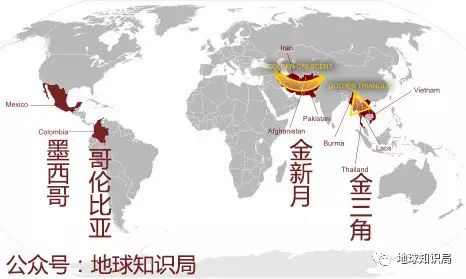 Iran
GOLDEN CRESCENT
GOLDEN TRIANGLE
Mexico
Vietnam
Pakistan
Colombia
Afghanistan
Burma
Laos
Thailand
墨西哥
哥伦比亚
金新月
金三角
公众号：地球知识局
地球知识局